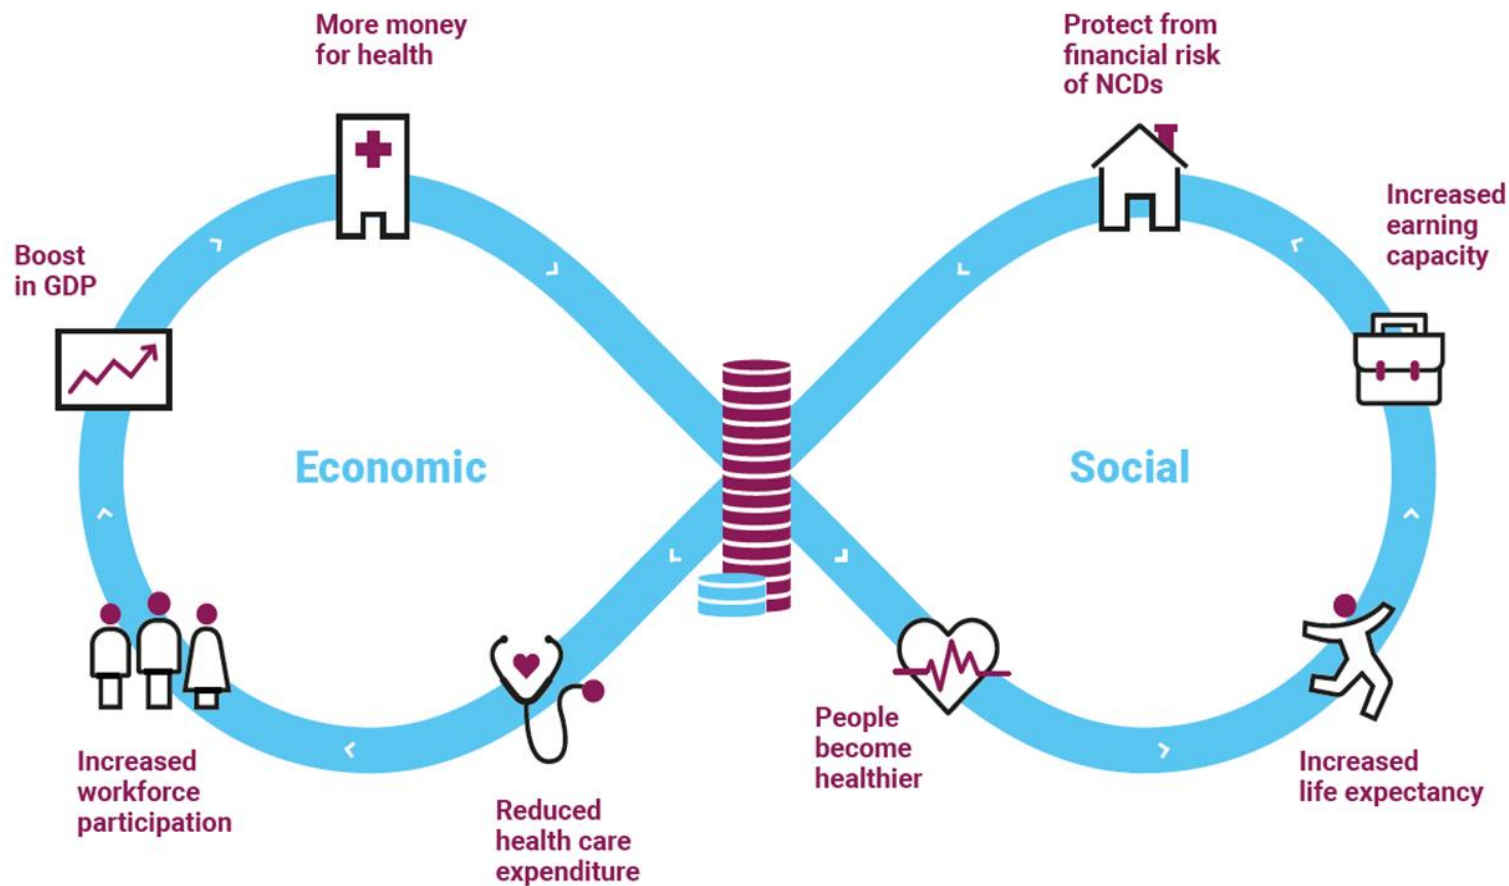 More money
for health
Protect from
financial risk
of NCDs
Increased
earning
capacity
Boost
in GDP
Economic
Social
People
become
healthier
Increased
workforce
participation
Increased
life expectancy
Reduced
health care
expenditure